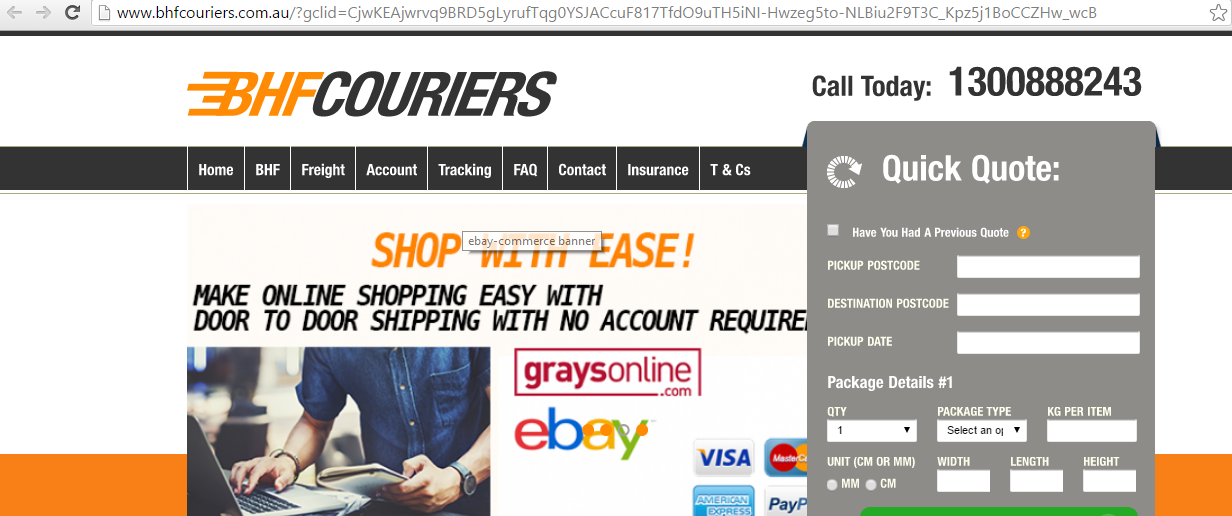 www.bhfcouriers.com.au/?gclid=CjwKEAjwrvq9BRD5gLyrufTqg0YSJACcuF817TfdO9uTH5iNI-Hwzeg5to-NLBiu2F9T3C_Kpz5j1BoCCZHw_wcB
BHFCOURIERS
Call Today: 1300888243
Home BHF Freight Account Tracking FAQ Contact Insurance T & Cs
Quick Quote:
SHOP WITH EASE!
ebay-commerce banner
MAKE ONLINE SHOPPING EASY WITH
DOOR TO DOOR SHIPPING WITH NO ACCOUNT REQUIRE
graysonline
.com
ebay
VISA
MasterCa
AMERICAN
EXPRESS
PayP
Have You Had A Previous Quote ?
PICKUP POSTCODE
DESTINATION POSTCODE
PICKUP DATE
Package Details #1
QTY PACKAGE TYPE KG PER ITEM
1 Select an op
UNIT (CM OR MM) WIDTH LENGTH HEIGHT
MM CM